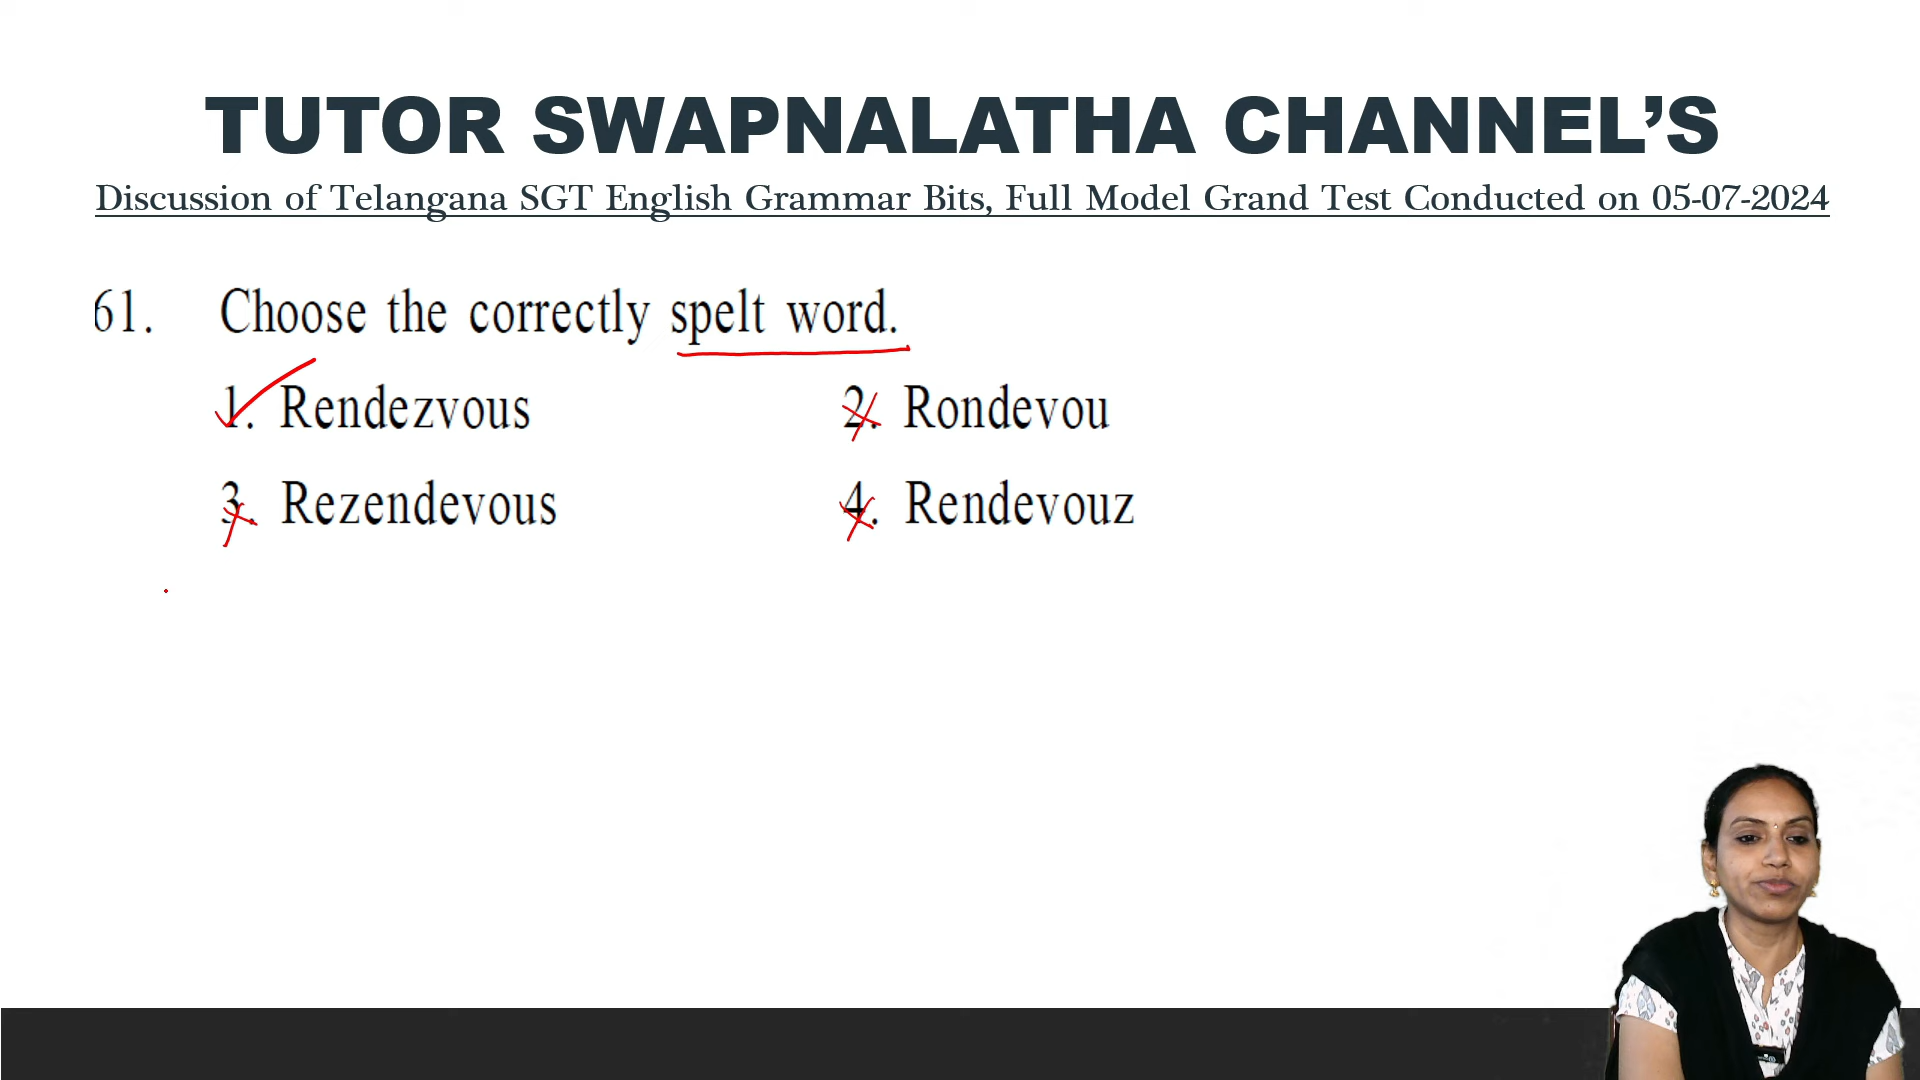 TUTOR SWAPNALATHA CHANNEL’S
Discussion of Telangana SGT English Grammar Bits, Full Model Grand Test Conducted on 05-07-2024
61. Choose the correctly spelt word.
1. Rendezvous 2. Rondevou
3. Rezendevous 4. Rendevouz